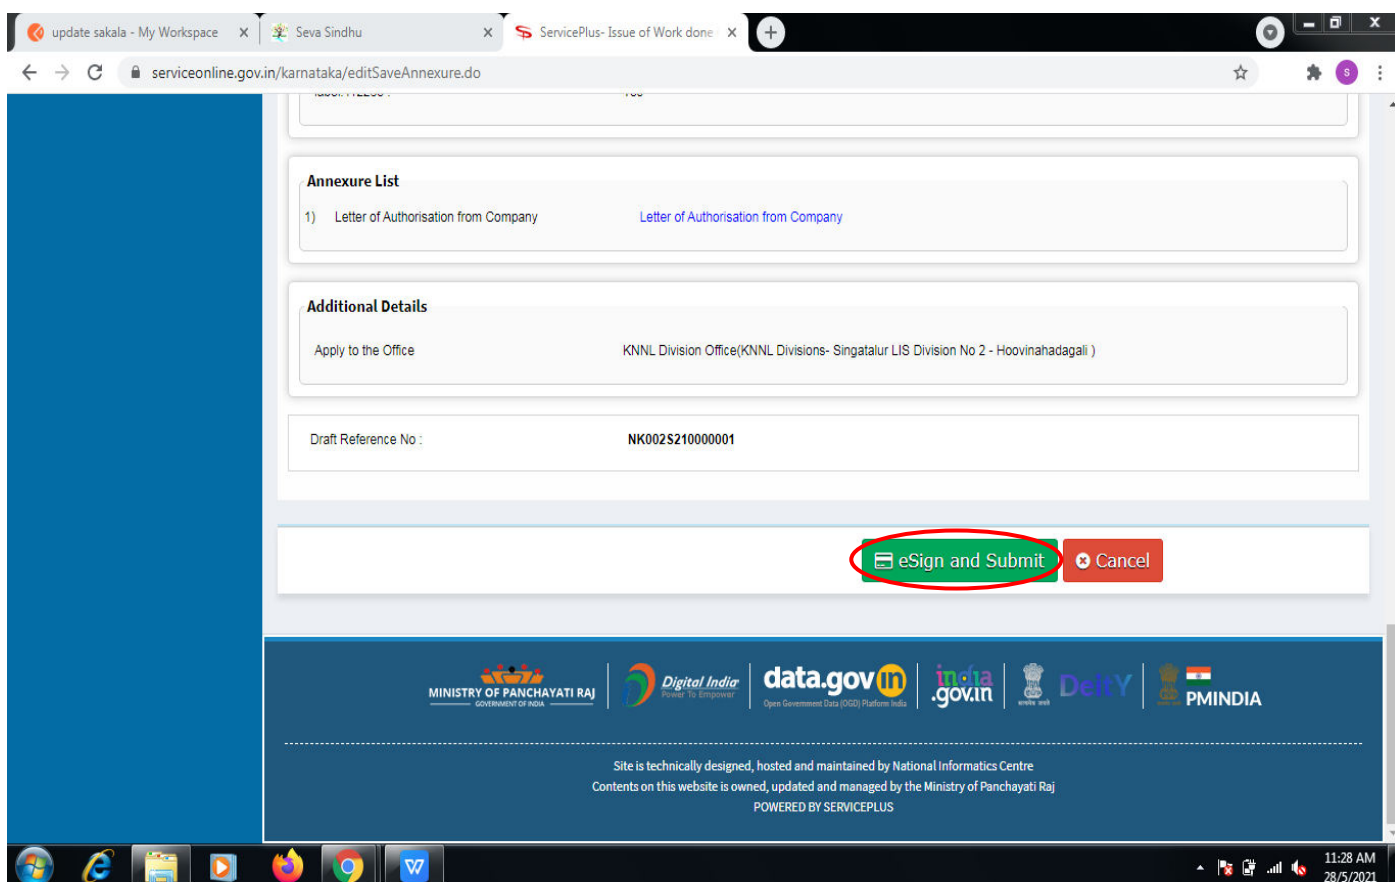 update sakala - My Workspace
Seva Sindhu
ServicePlus- Issue of Work done
serviceonline.gov.in/karnataka/editSaveAnnexure.do
S
Annexure List
1) Letter of Authorisation from Company Letter of Authorisation from Company
Additional Details
Apply to the Office KNNL Division Office(KNNL Divisions- Singatalur LIS Division No 2 - Hoovinahadagali )
Draft Reference No : NK002S210000001
eSign and Submit Cancel
MINISTRY OF PANCHAYATI RAJ
GOVERNMENT OF INDIA
Digital India
Power To Empower
data.gov in
Open Government Data (OGD) Platform India
india
.gov.in
सत्यमेव जयते
DeitY
PMINDIA
Site is technically designed, hosted and maintained by National Informatics Centre
Contents on this website is owned, updated and managed by the Ministry of Panchayati Raj
POWERED BY SERVICEPLUS
11:28 AM
28/5/2021